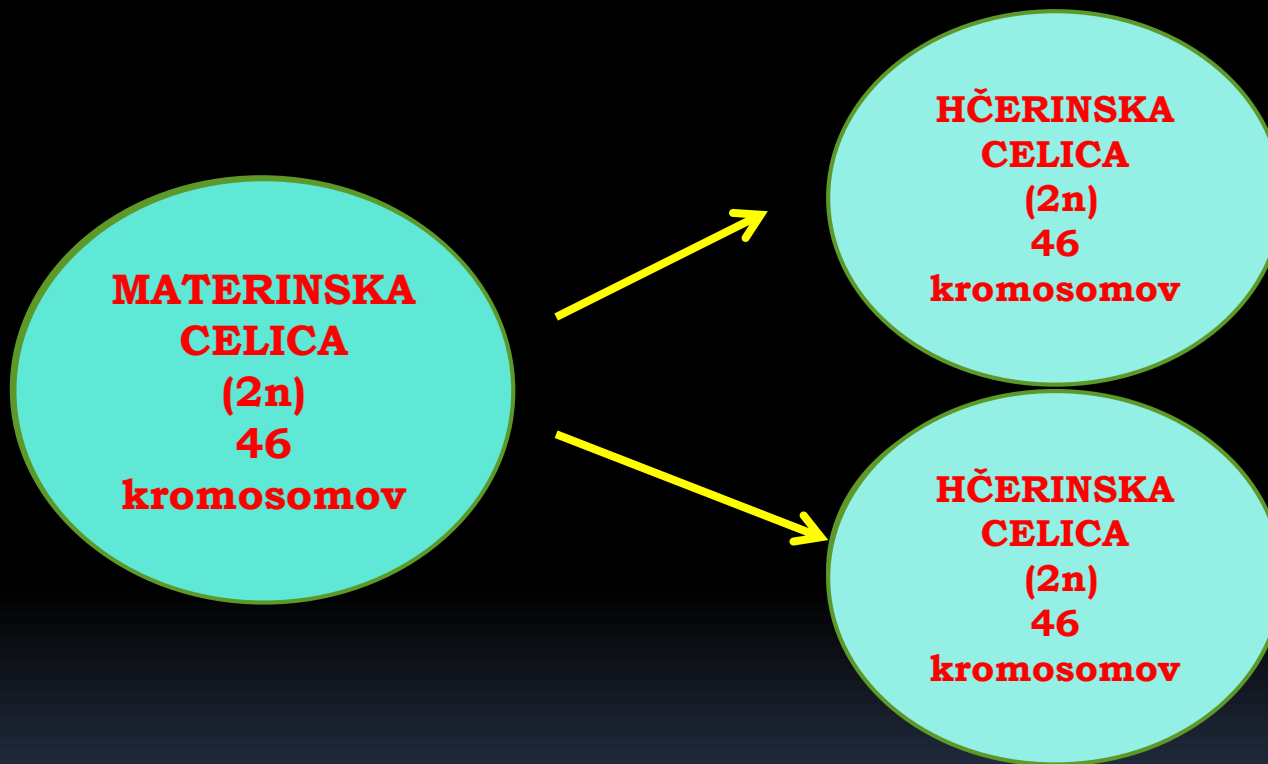 MATERINSKA
CELICA
(2n)
46
kromosomov
HČERINSKA
CELICA
(2n)
46
kromosomov
HČERINSKA
CELICA
(2n)
46
kromosomov